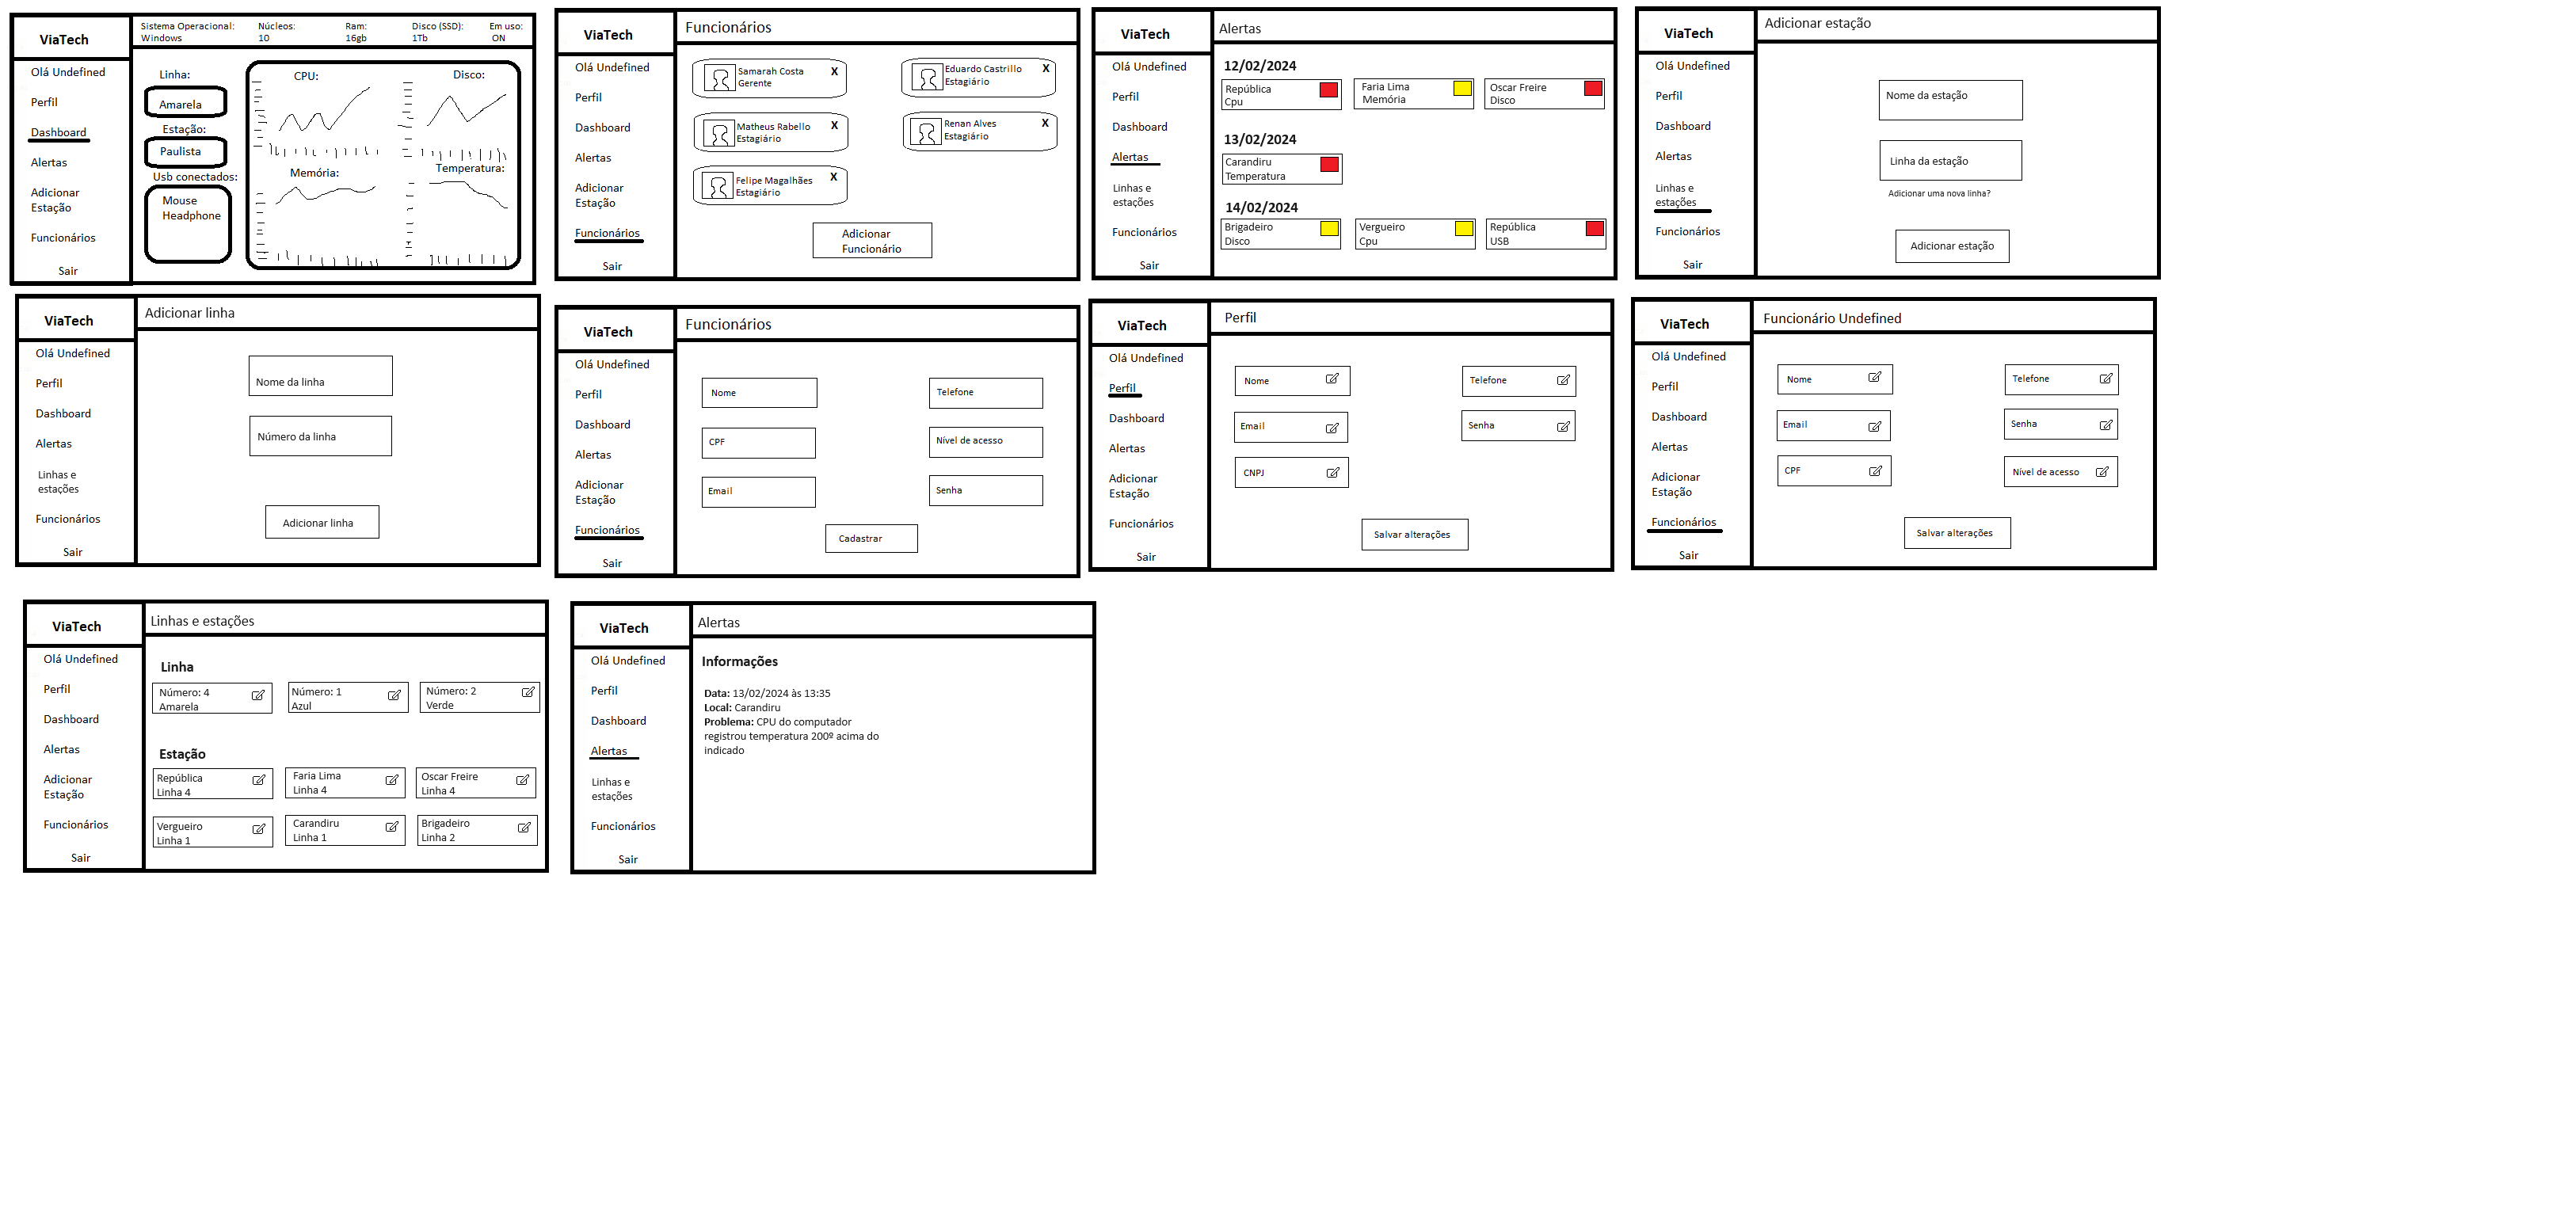 ViaTech
Olá Undefined
Perfil
Dashboard
Alertas
Adicionar
Estação
Funcionários
Sair
Sistema Operacional:
Windows
Núcleos:
10
Ram:
16gb
Disco (SSD):
1Tb
Em uso:
ON
Linha:
Amarela
Estação:
Paulista
Usb conectados:
Mouse
Headphone
CPU:
Disco:
Memória:
Temperatura:
ViaTech
Olá Undefined
Perfil
Dashboard
Alertas
Adicionar
Estação
Funcionários
Sair
Funcionários
Samarah Costa
Gerente
X
Eduardo Castrillo
Estagiário
X
Matheus Rabello
Estagiário
X
Renan Alves
Estagiário
X
Felipe Magalhães
Estagiário
X
Adicionar
Funcionário
ViaTech
Olá Undefined
Perfil
Dashboard
Alertas
Linhas e
estações
Funcionários
Sair
Alertas
12/02/2024
República
Cpu
Faria Lima
Memória
Oscar Freire
Disco
13/02/2024
Carandiru
Temperatura
14/02/2024
Brigadeiro
Disco
Vergueiro
Cpu
República
USB
ViaTech
Olá Undefined
Perfil
Dashboard
Alertas
Linhas e
estações
Funcionários
Sair
Adicionar estação
Nome da estação
Linha da estação
Adicionar uma nova linha?
Adicionar estação
ViaTech
Olá Undefined
Perfil
Dashboard
Alertas
Linhas e
estações
Funcionários
Sair
Adicionar linha
Nome da linha
Número da linha
Adicionar linha
ViaTech
Olá Undefined
Perfil
Dashboard
Alertas
Adicionar
Estação
Funcionários
Sair
Funcionários
Nome
Telefone
CPF
Nível de acesso
Email
Senha
Cadastrar
ViaTech
Olá Undefined
Perfil
Dashboard
Alertas
Adicionar
Estação
Funcionários
Sair
Perfil
Nome
Telefone
Email
Senha
CNPJ
Salvar alterações
ViaTech
Olá Undefined
Perfil
Dashboard
Alertas
Adicionar
Estação
Funcionários
Sair
Funcionário Undefined
Nome
Telefone
Email
Senha
CPF
Nível de acesso
Salvar alterações
ViaTech
Olá Undefined
Perfil
Dashboard
Alertas
Adicionar
Estação
Funcionários
Sair
Linhas e estações
Linha
Número: 4
Amarela
Número: 1
Azul
Número: 2
Verde
Estação
República
Linha 4
Faria Lima
Linha 4
Oscar Freire
Linha 4
Vergueiro
Linha 1
Carandiru
Linha 1
Brigadeiro
Linha 2
ViaTech
Olá Undefined
Perfil
Dashboard
Alertas
Linhas e
estações
Funcionários
Sair
Alertas
Informações
Data: 13/02/2024 às 13:35
Local: Carandiru
Problema: CPU do computador
registrou temperatura 200º acima do
indicado